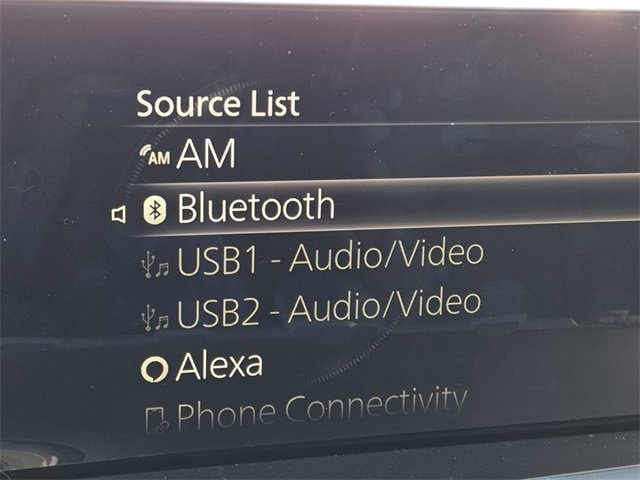 Source List
AM AM
Bluetooth
USB1 - Audio/Video
USB2 - Audio/Video
Alexa
Phone Connectivity